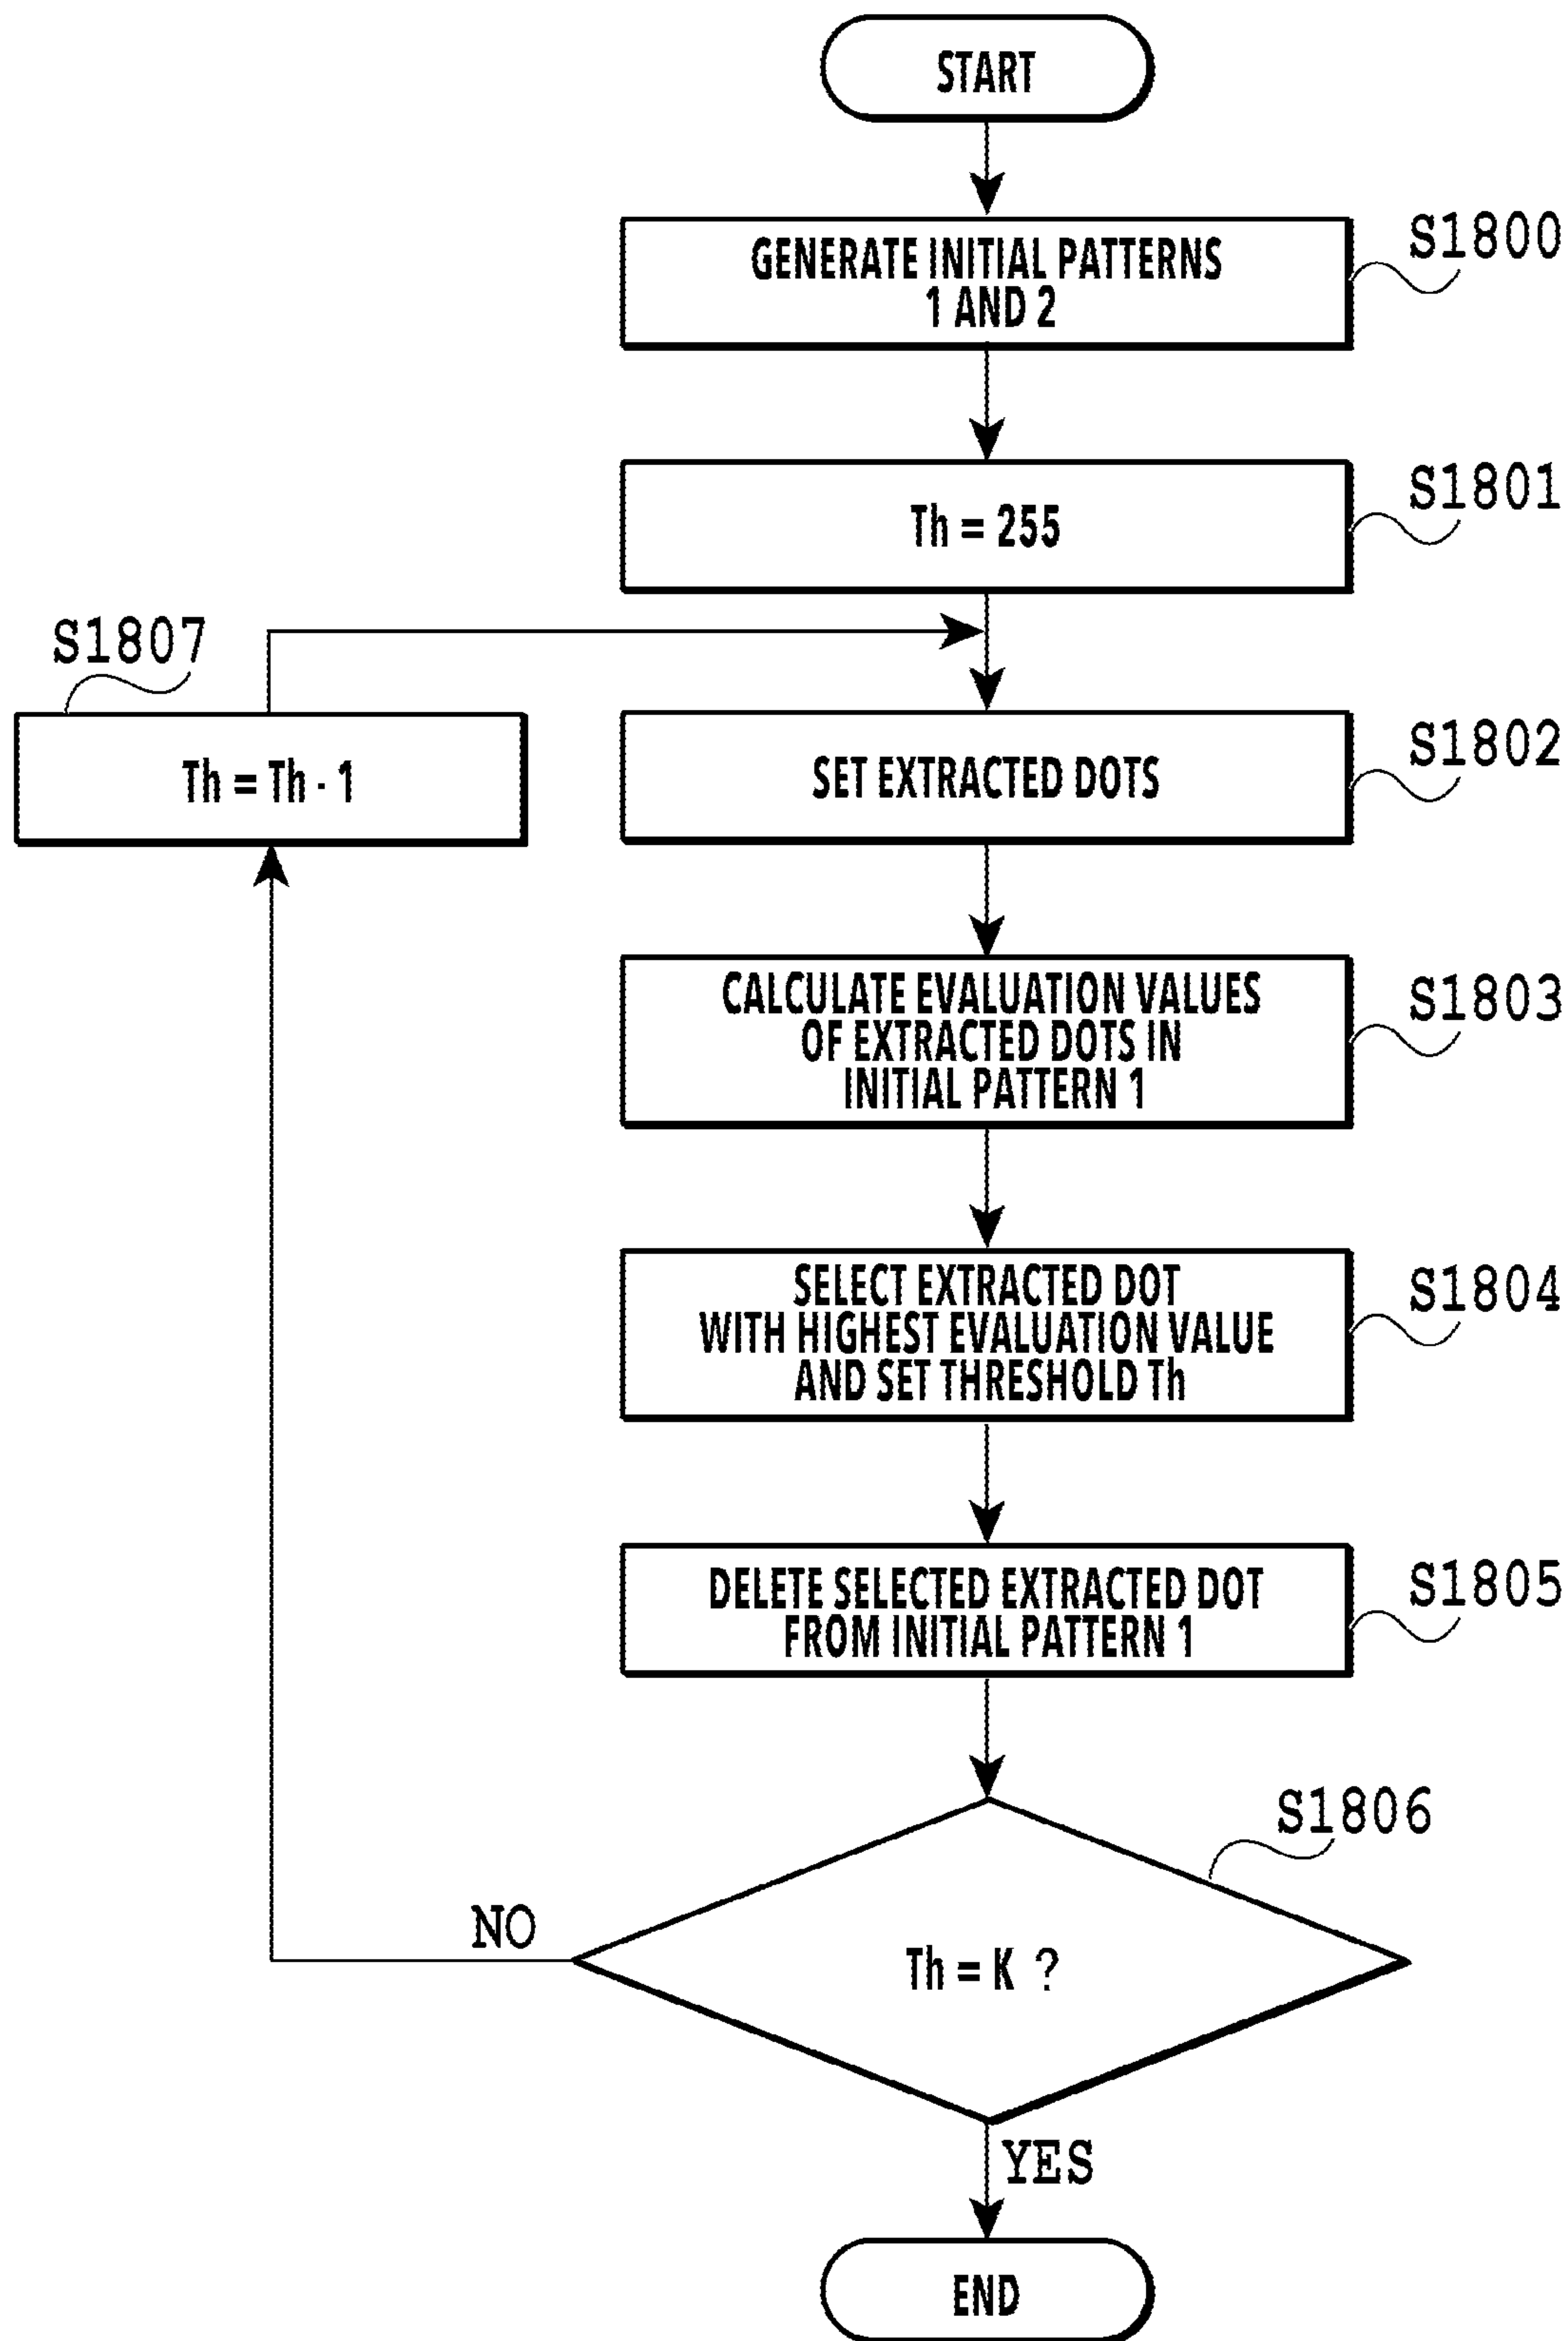 START
GENERATE INITIAL PATTERNS
1 AND 2
S1800
Th = 255
S1801
S1807
Th = Th - 1
SET EXTRACTED DOTS
S1802
CALCULATE EVALUATION VALUES
OF EXTRACTED DOTS IN
INITIAL PATTERN 1
S1803
SELECT EXTRACTED DOT
WITH HIGHEST EVALUATION VALUE
AND SET THRESHOLD Th
S1804
DELETE SELECTED EXTRACTED DOT
FROM INITIAL PATTERN 1
S1805
S1806
Th = K ?
NO
YES
END